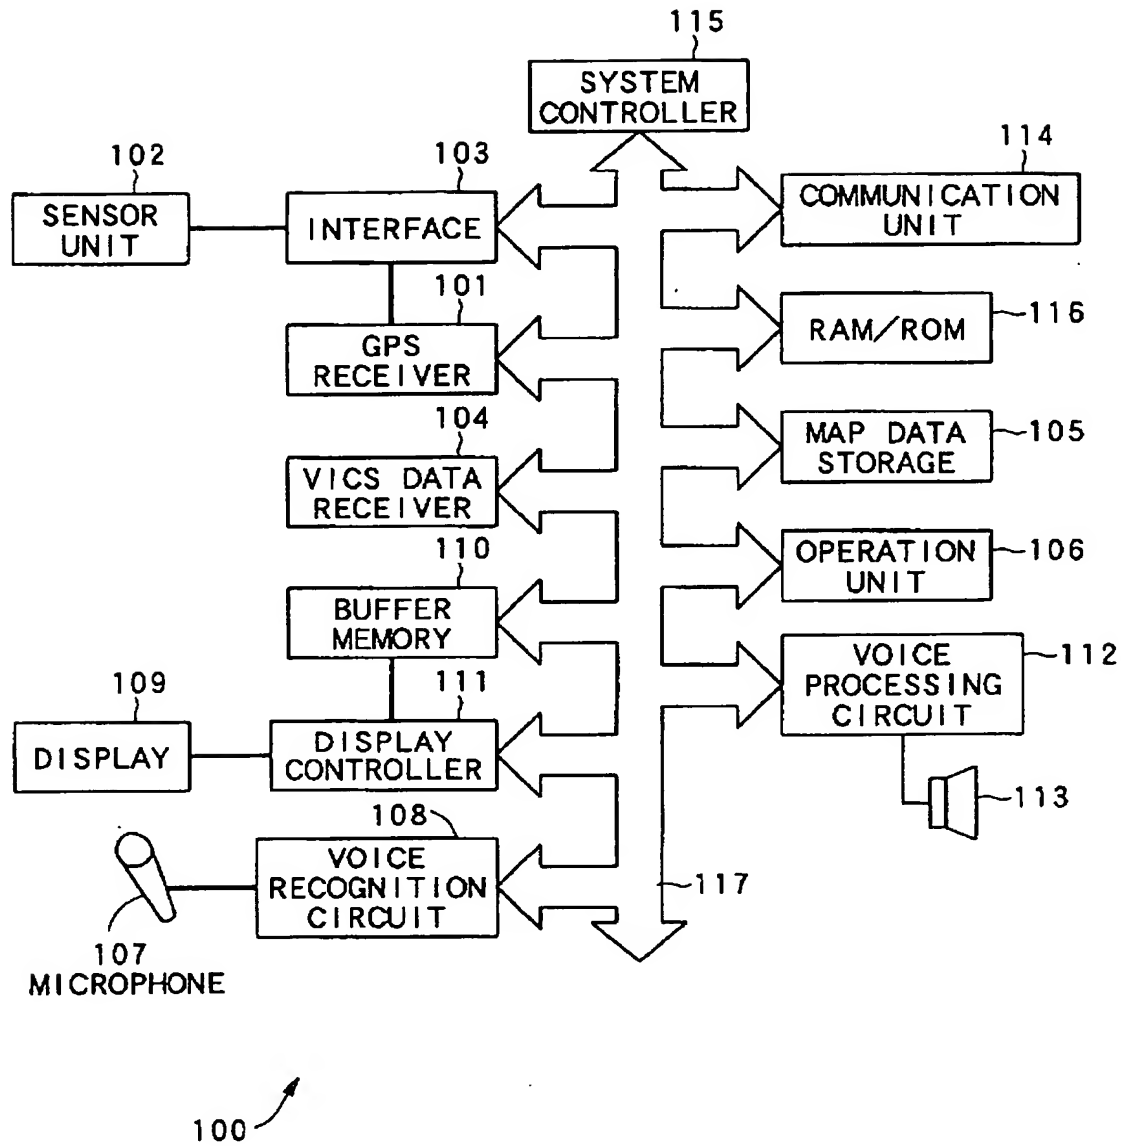 115
SYSTEM
CONTROLLER
102
103
114
SENSOR
UNIT
INTERFACE
COMMUNICATION
UNIT
101
GPS
RECEIVER
RAM/ROM
116
104
VICS DATA
RECEIVER
MAP DATA
STORAGE
105
110
BUFFER
MEMORY
OPERATION
UNIT
106
109
111
DISPLAY
DISPLAY
CONTROLLER
VOICE
PROCESSING
CIRCUIT
112
113
108
VOICE
RECOGNITION
CIRCUIT
117
107
MICROPHONE
100